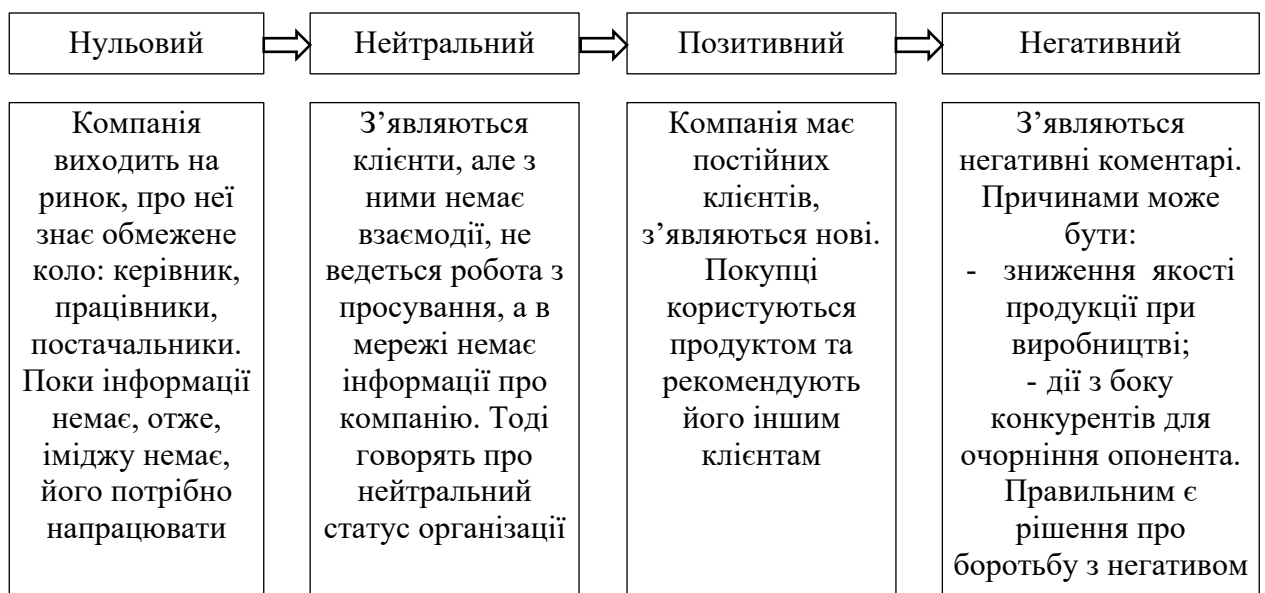 Нульовий
Нейтральний
Позитивний
Негативний
Компанія
виходить на
ринок, про неї
знає обмежене
коло: керівник,
працівники,
постачальники.
Поки інформації
немає, отже,
іміджу немає,
його потрібно
напрацювати
З’являються
клієнти, але з
ними немає
взаємодії, не
ведеться робота з
просування, а в
мережі немає
інформації про
компанію. Тоді
говорять про
нейтральний
статус організації
Компанія має
постійних
клієнтів,
з’являються нові.
Покупці
користуються
продуктом та
рекомендують
його іншим
клієнтам
З’являються
негативні коментарі.
Причинами може
бути:
- зниження якості
продукції при
виробництві;
- дії з боку
конкурентів для
очорніння опонента.
Правильним є
рішення про
боротьбу з негативом